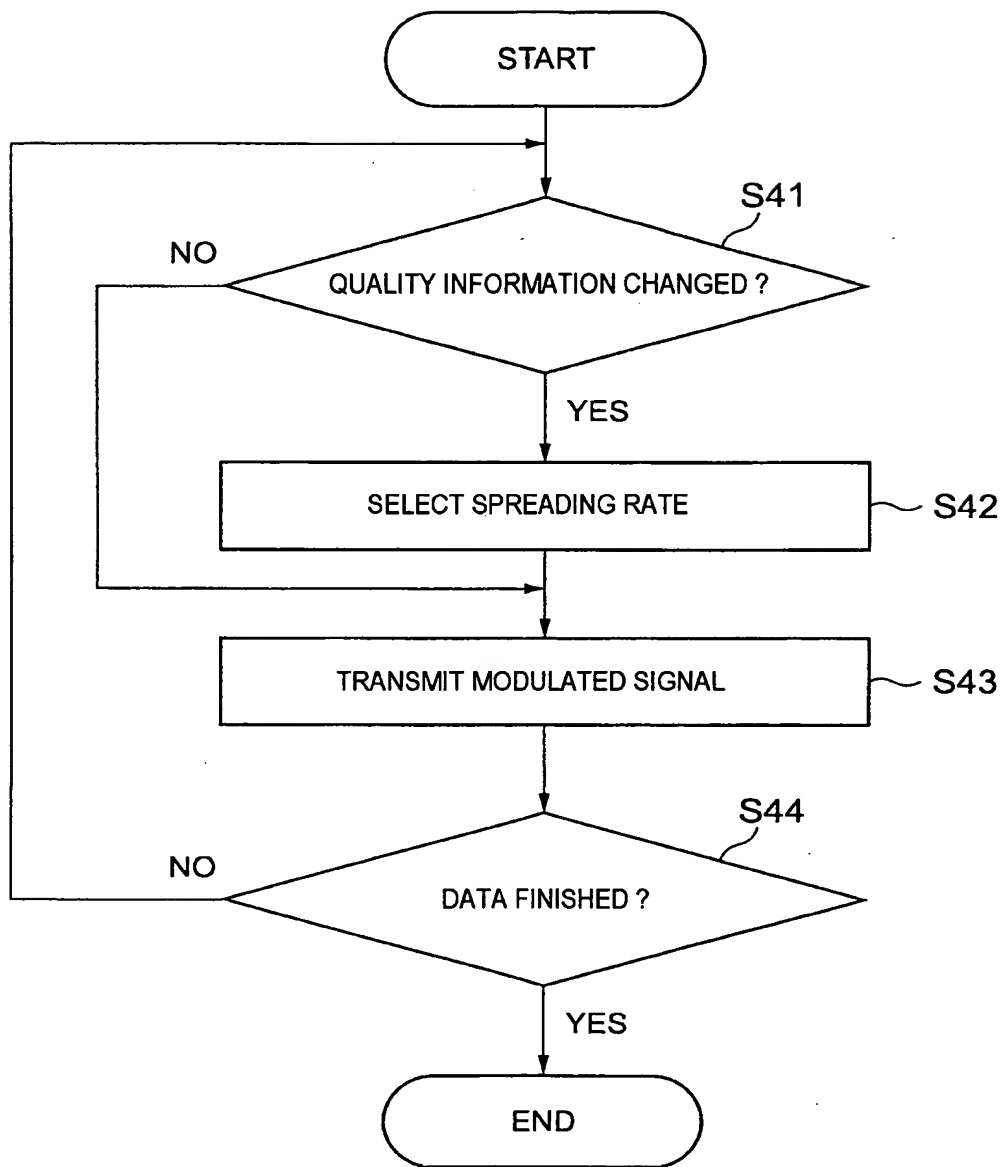 START
S41
NO
QUALITY INFORMATION CHANGED ?
YES
SELECT SPREADING RATE
S42
TRANSMIT MODULATED SIGNAL
S43
S44
NO
DATA FINISHED ?
YES
END